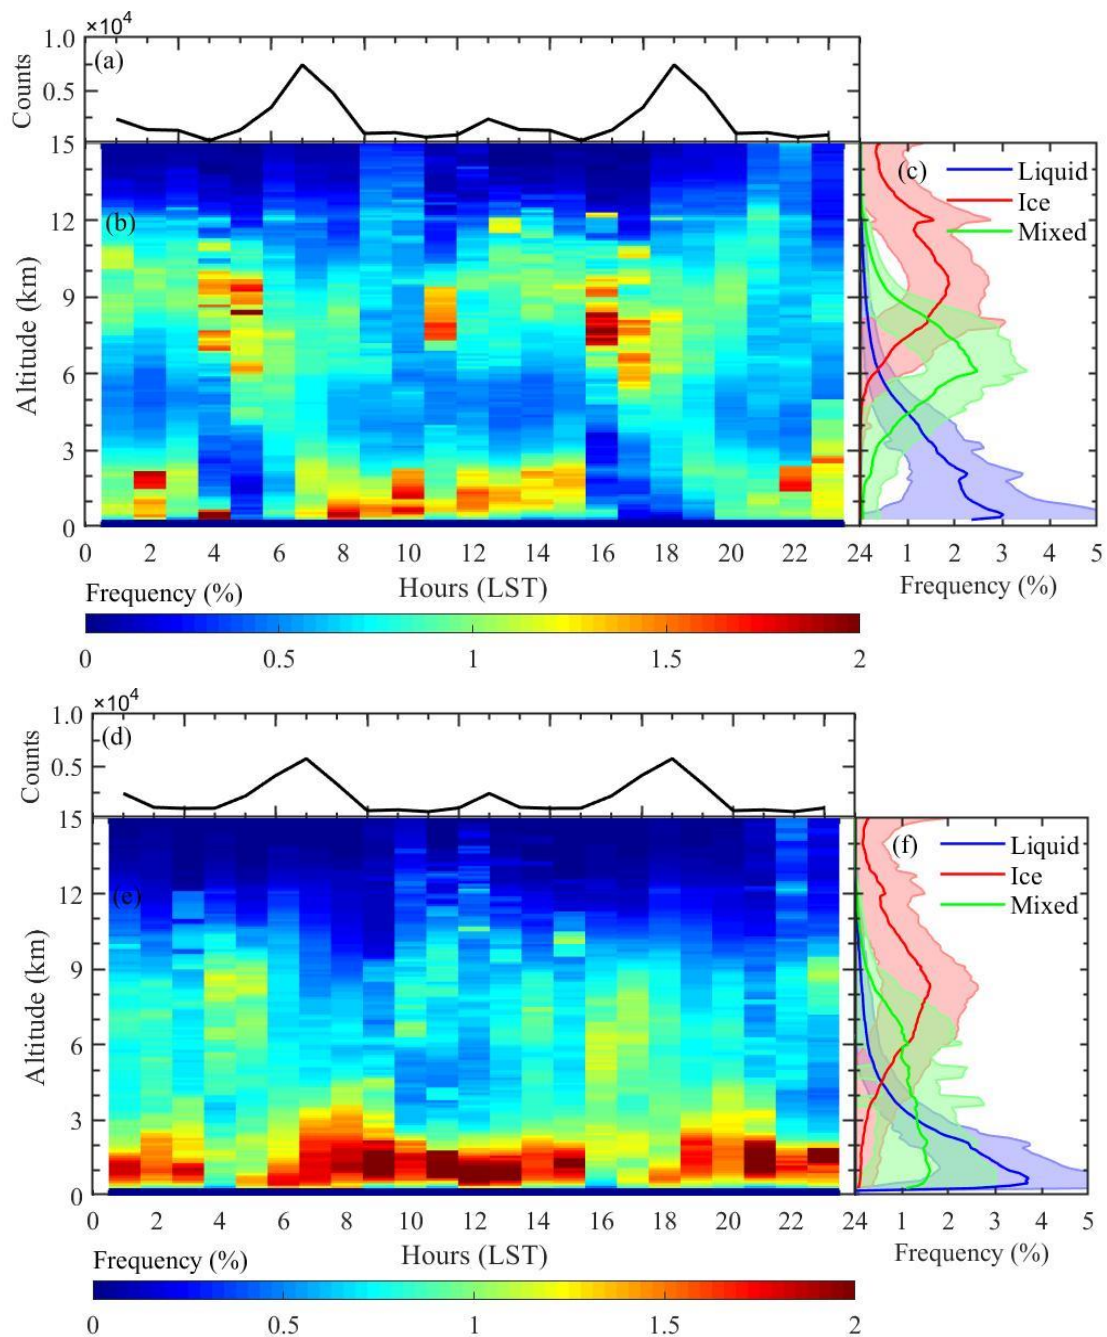 ×10⁴
1.0
(a)
Counts
0.5
15
(c)
Liquid
Ice
Mixed
12
(b)
9
Altitude (km)
6
3
0
0 2 4 6 8 10 12 14 16 18 20 22 24 1 2 3 4 5
Hours (LST)
Frequency (%)
Frequency (%)
0 0.5 1 1.5 2
×10⁴
1.0
(d)
Counts
0.5
15
(f)
Liquid
Ice
Mixed
12
(e)
9
Altitude (km)
6
3
0
0 2 4 6 8 10 12 14 16 18 20 22 24 1 2 3 4 5
Hours (LST)
Frequency (%)
Frequency (%)
0 0.5 1 1.5 2